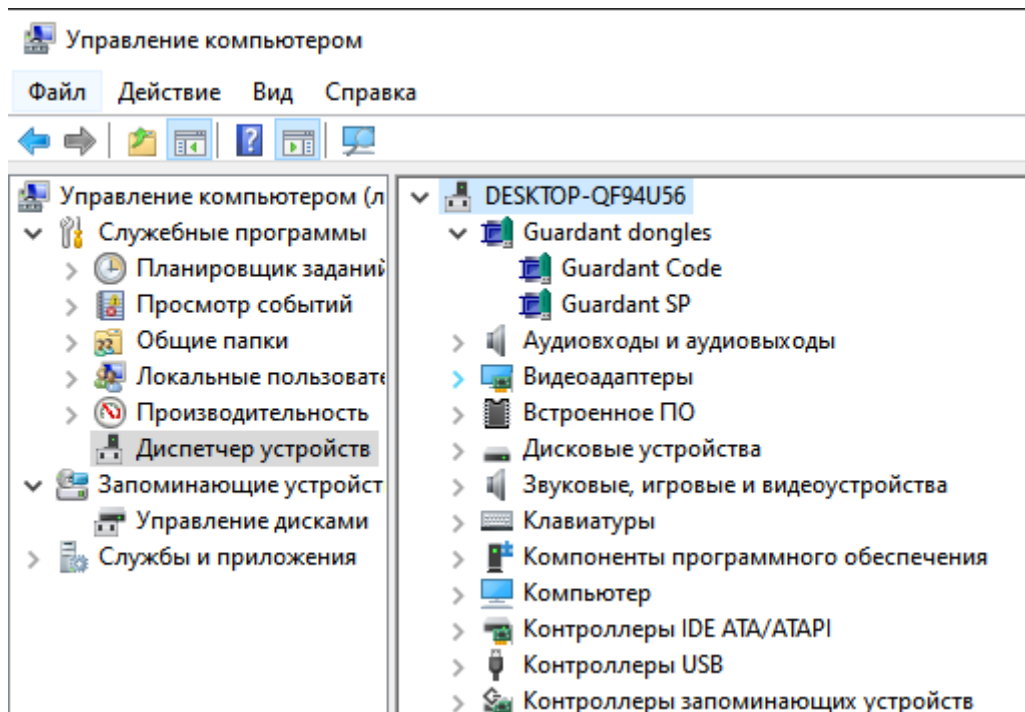 Управление компьютером
Файл Действие Вид Справка
Управление компьютером (л
Служебные программы
Планировщик заданий
Просмотр событий
Общие папки
Локальные пользовате
Производительность
Диспетчер устройств
Запоминающие устройст
Управление дисками
Службы и приложения
DESKTOP-QF94U56
Guardant dongles
Guardant Code
Guardant SP
Аудиовходы и аудиовыходы
Видеоадаптеры
Встроенное ПО
Дисковые устройства
Звуковые, игровые и видеоустройства
Клавиатуры
Компоненты программного обеспечения
Компьютер
Контроллеры IDE ATA/ATAPI
Контроллеры USB
Контроллеры запоминающих устройств